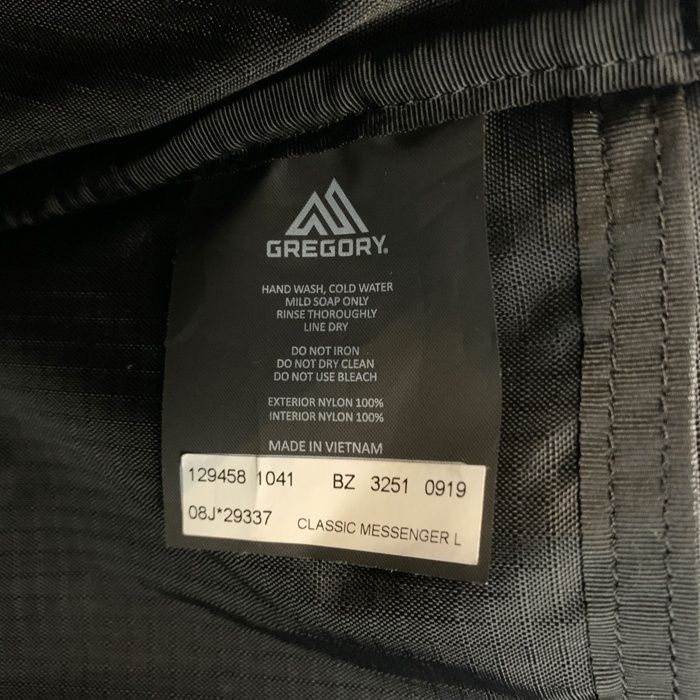 GREGORY.
HAND WASH, COLD WATER
MILD SOAP ONLY
RINSE THOROUGHLY
LINE DRY
DO NOT IRON
DO NOT DRY CLEAN
DO NOT USE BLEACH
EXTERIOR NYLON 100%
INTERIOR NYLON 100%
MADE IN VIETNAM
129458 1041 BZ 3251 0919
08J*29337 CLASSIC MESSENGER L